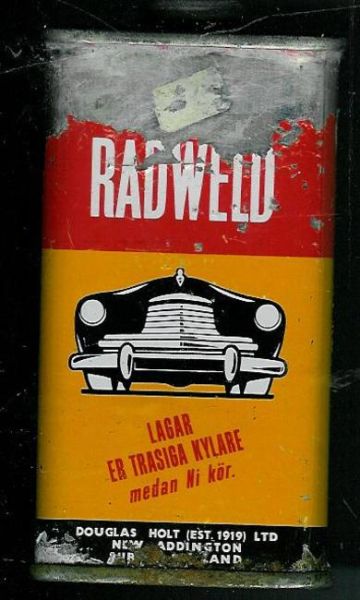 RADWELD
LAGAR
ER TRASIGA KYLARE
medan Ni kör.
DOUGLAS HOLT (EST. 1919) LTD
NEW ADDINGTON